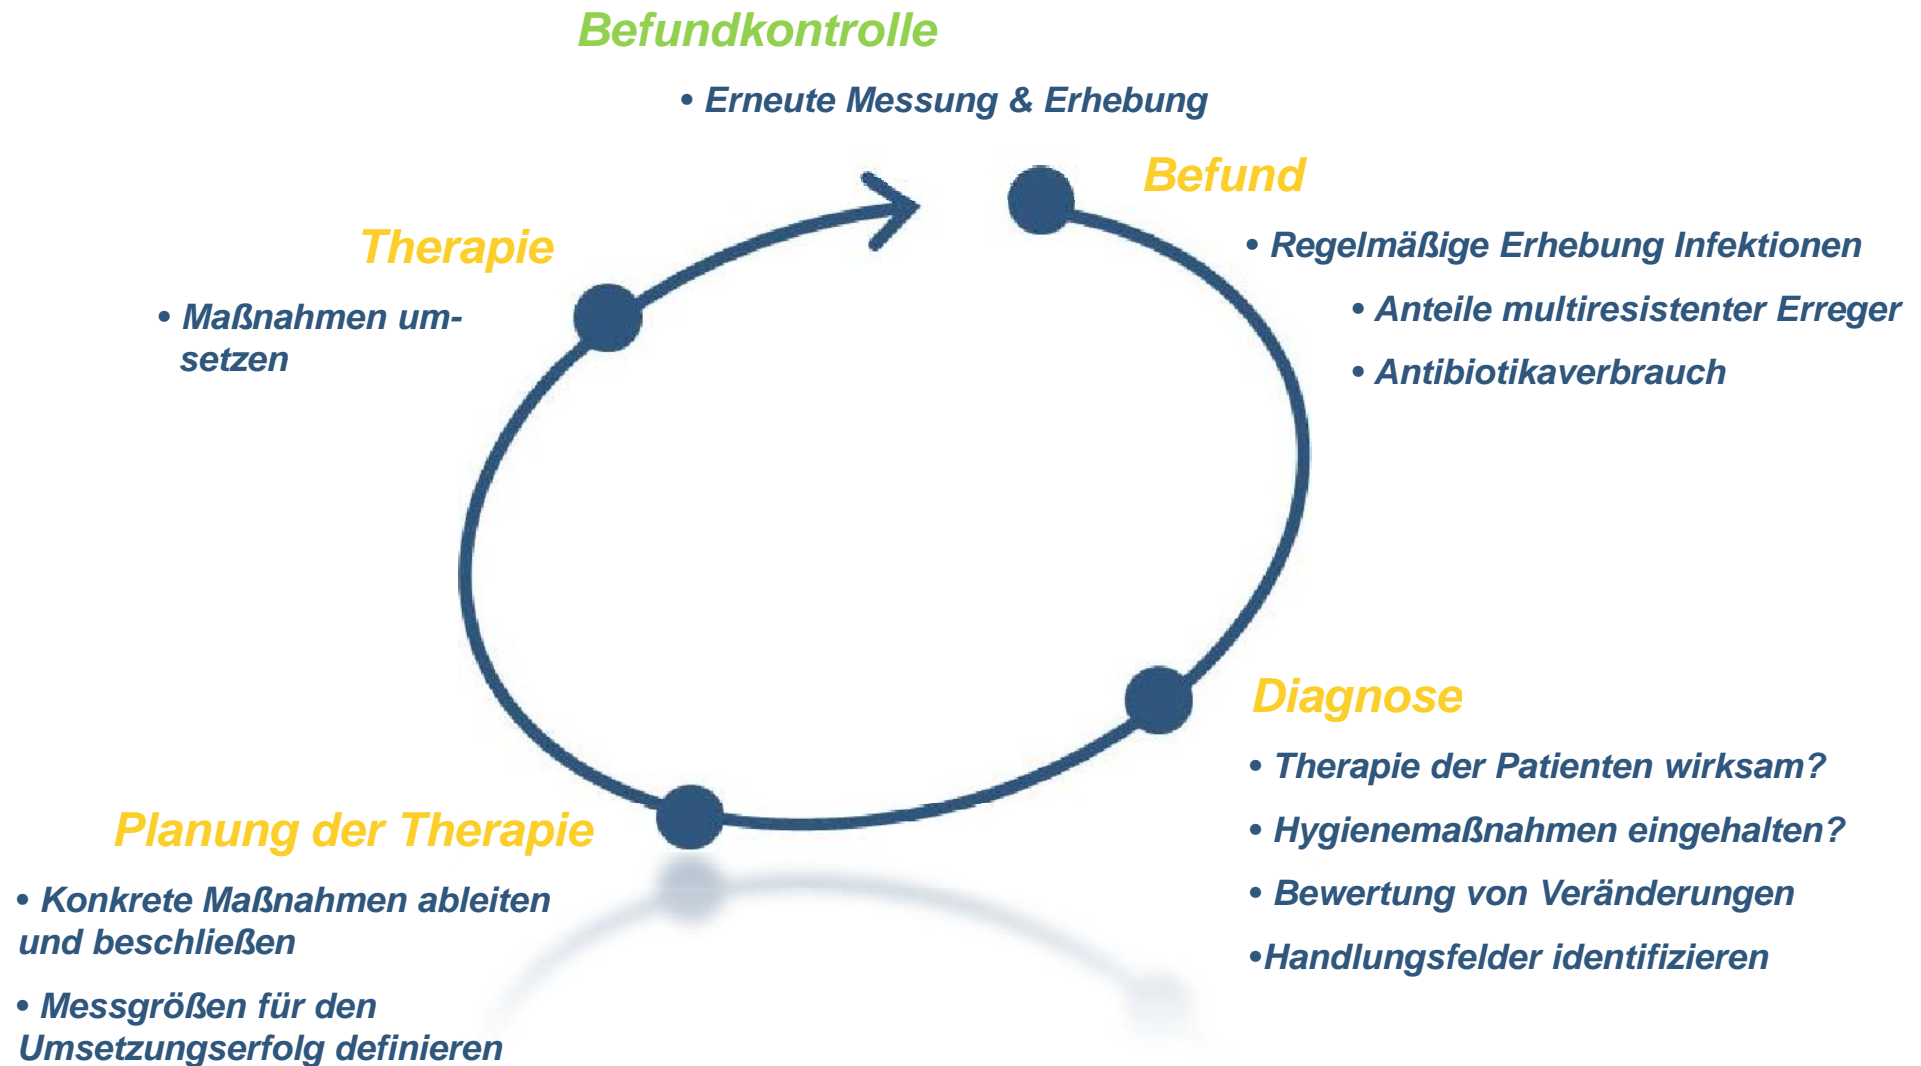 Befundkontrolle
• Erneute Messung & Erhebung
Befund
• Regelmäßige Erhebung Infektionen
• Anteile multiresistenter Erreger
• Antibiotikaverbrauch
Diagnose
• Therapie der Patienten wirksam?
• Hygienemaßnahmen eingehalten?
• Bewertung von Veränderungen
•Handlungsfelder identifizieren
Planung der Therapie
• Konkrete Maßnahmen ableiten
und beschließen
• Messgrößen für den
Umsetzungserfolg definieren
Therapie
• Maßnahmen um-
setzen